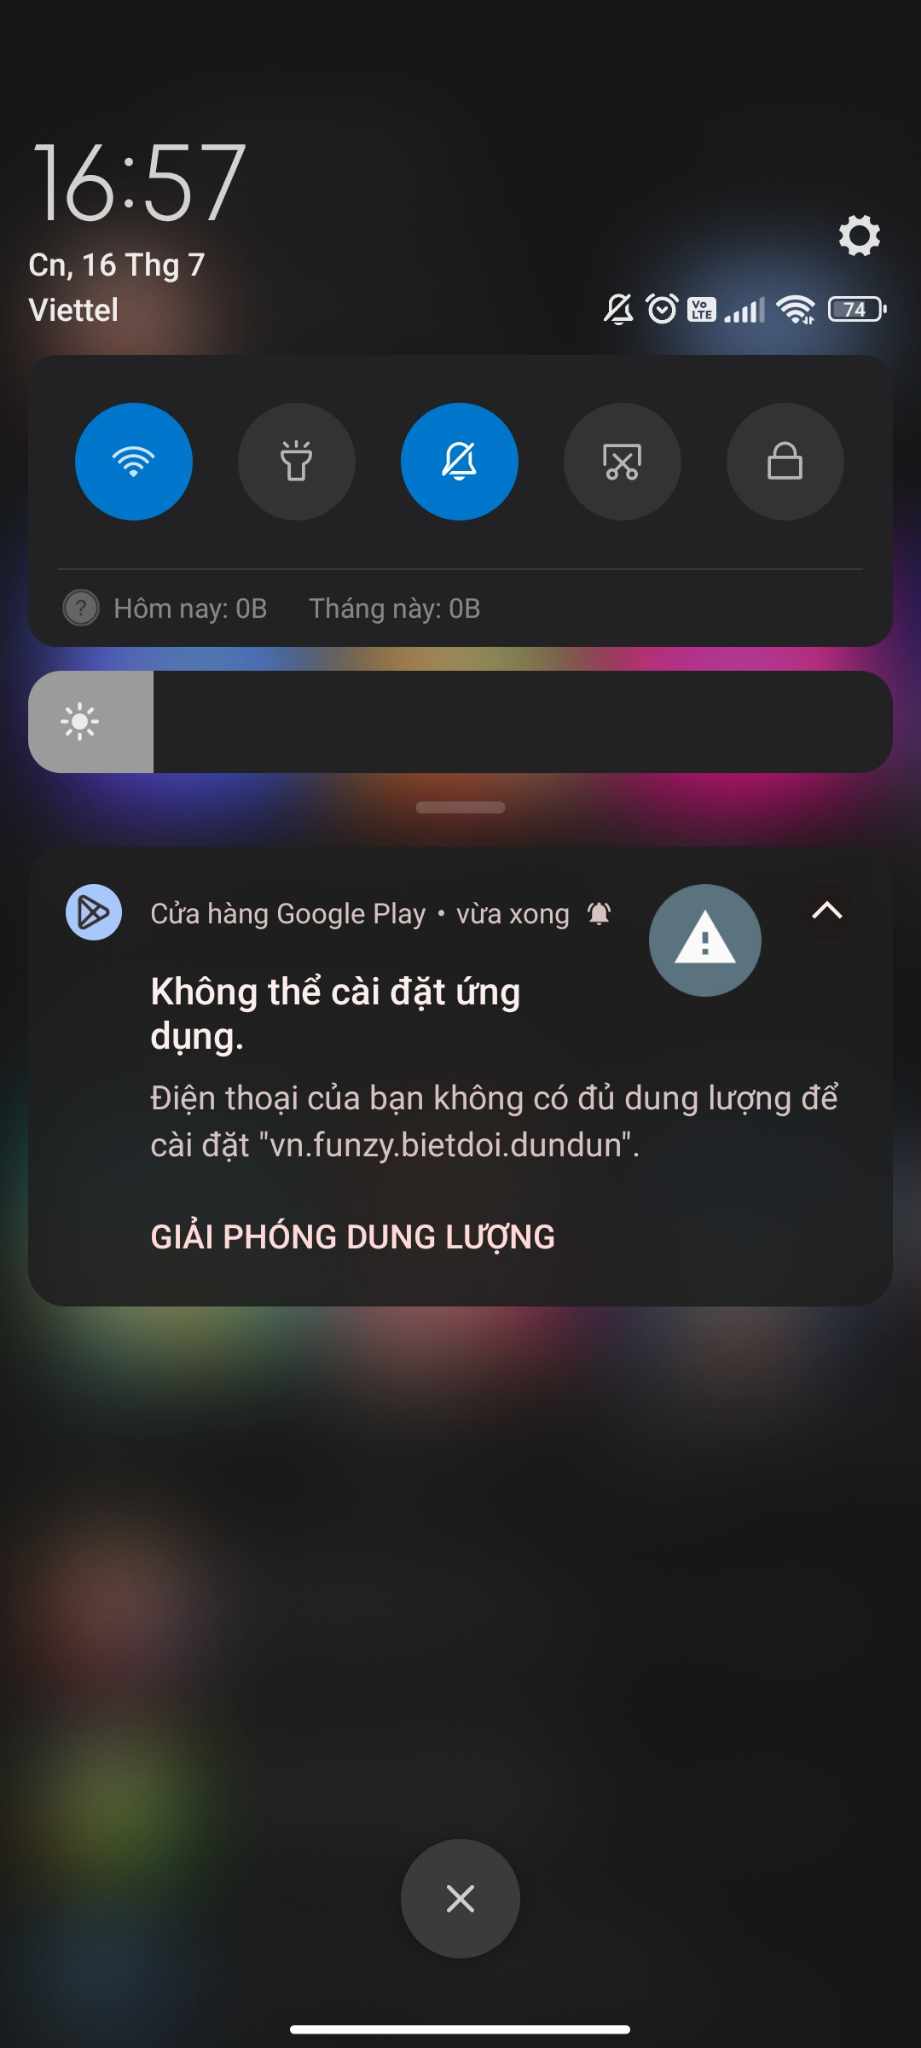 16:57
Cn, 16 Thg 7
Viettel
Vo LTE
74
Hôm nay: 0B Tháng này: 0B
Cửa hàng Google Play • vừa xong
Không thể cài đặt ứng
dụng.
Điện thoại của bạn không có đủ dung lượng để
cài đặt "vn.funzy.bietdoi.dundun".
GIẢI PHÓNG DUNG LƯỢNG